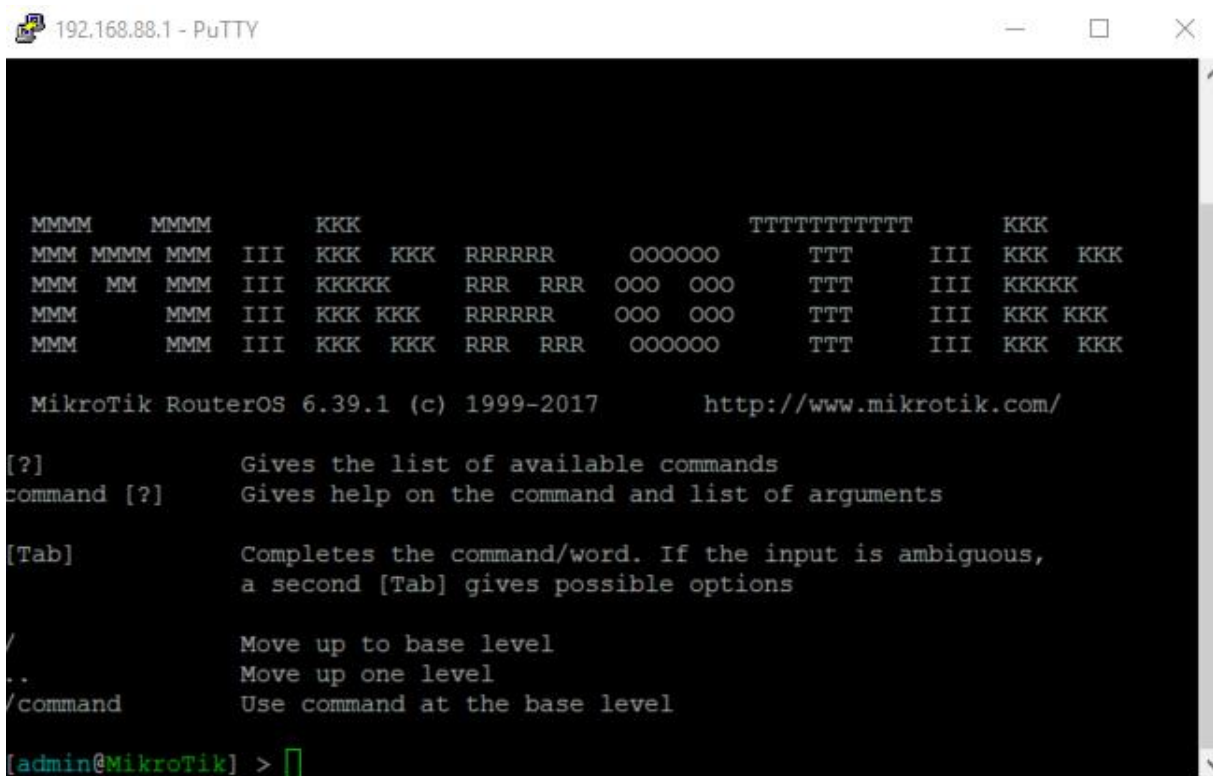 192.168.88.1 - PuTTY
MMMM    MMMM       KKK                          TTTTTTTTTTT      KKK
MMM MMMM MMM  III  KKK  KKK  RRRRRR     OOOOOO      TTT     III  KKK  KKK
MMM  MM  MMM  III  KKKKK     RRR  RRR  OOO  OOO     TTT     III  KKKKK
MMM      MMM  III  KKK KKK   RRRRRR    OOO  OOO     TTT     III  KKK KKK
MMM      MMM  III  KKK  KKK  RRR  RRR   OOOOOO      TTT     III  KKK  KKK
MikroTik RouterOS 6.39.1 (c) 1999-2017       http://www.mikrotik.com/
[?]             Gives the list of available commands
command [?]     Gives help on the command and list of arguments
[Tab]           Completes the command/word. If the input is ambiguous,
a second [Tab] gives possible options
/               Move up to base level
..              Move up one level
/command        Use command at the base level
[admin@MikroTik] >